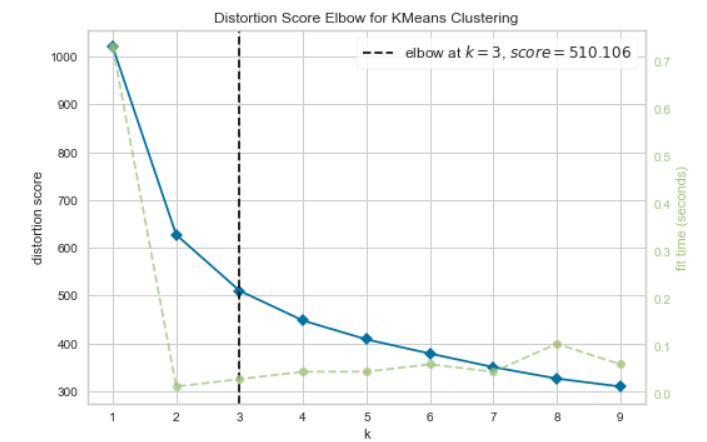 Distortion Score Elbow for KMeans Clustering
elbow at k = 3, score = 510.106
distortion score
1000
900
800
700
600
500
400
300
0.7
0.6
0.5
0.4
0.3
0.2
0.1
0.0
fit time (seconds)
1 2 3 4 5 6 7 8 9
k